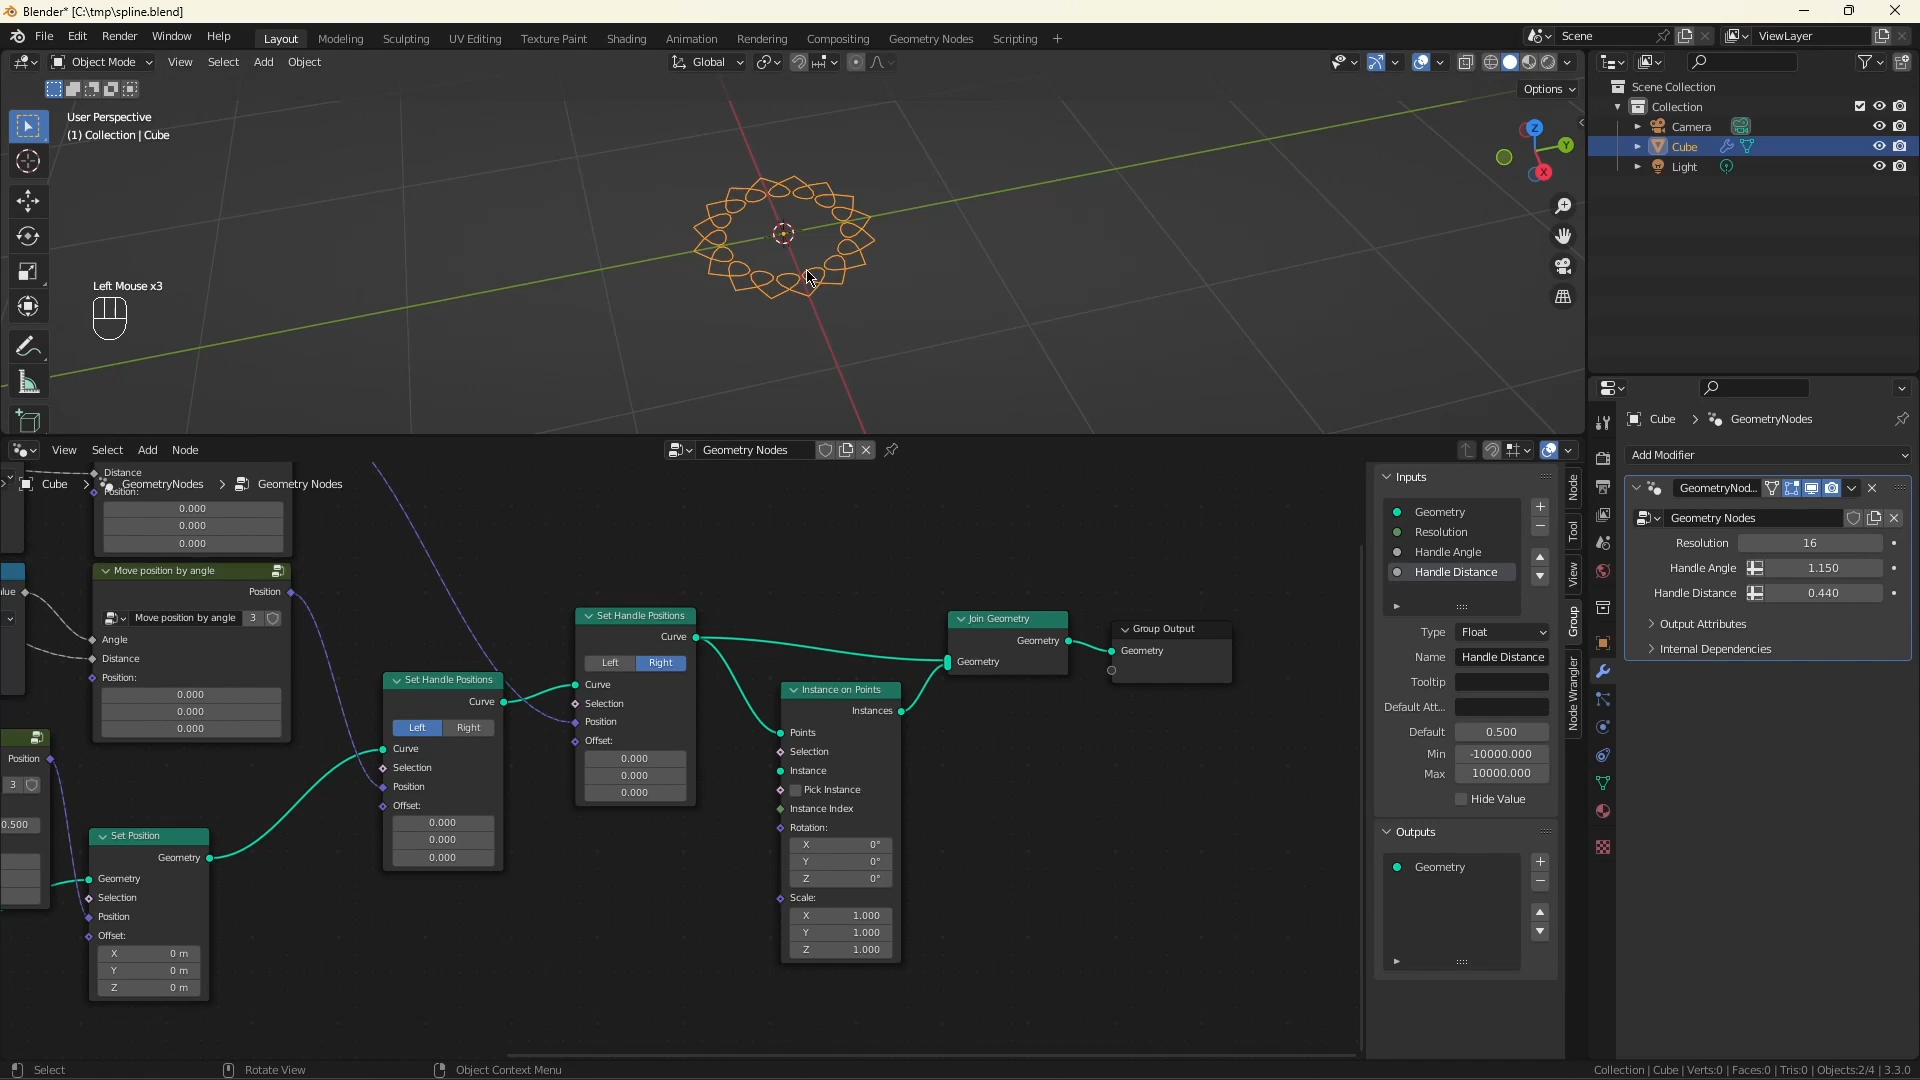 Blender* [C:\tmp\spline.blend]
File Edit Render Window Help
Layout Modeling Sculpting UV Editing Texture Paint Shading Animation Rendering Compositing Geometry Nodes Scripting +
Scene
ViewLayer
Object Mode View Select Add Object
Global
Options
User Perspective
(1) Collection | Cube
Left Mouse x3
Z
Y
X
Scene Collection
Collection
Camera
Cube
Light
View Select Add Node
Geometry Nodes
Cube > GeometryNodes > Geometry Nodes
Distance
Position:
0.000
0.000
0.000
alue
Move position by angle
Position
Move position by angle 3
Angle
Distance
Position:
0.000
0.000
0.000
Position
3
0.500
Set Position
Geometry
Geometry
Selection
Position
Offset:
X 0 m
Y 0 m
Z 0 m
Set Handle Positions
Curve
Left Right
Curve
Selection
Position
Offset:
0.000
0.000
0.000
Set Handle Positions
Curve
Left Right
Curve
Selection
Position
Offset:
0.000
0.000
0.000
Instance on Points
Instances
Points
Selection
Instance
Pick Instance
Instance Index
Rotation:
X 0°
Y 0°
Z 0°
Scale:
X 1.000
Y 1.000
Z 1.000
Join Geometry
Geometry
Geometry
Group Output
Geometry
Inputs
Geometry
Resolution
Handle Angle
Handle Distance
Type Float
Name Handle Distance
Tooltip
Default Att...
Default 0.500
Min -10000.000
Max 10000.000
Hide Value
Outputs
Geometry
Node
Tool
View
Group
Node Wrangler
Cube > GeometryNodes
Add Modifier
GeometryNod...
Geometry Nodes
Resolution 16
Handle Angle 1.150
Handle Distance 0.440
Output Attributes
Internal Dependencies
Select
Rotate View
Object Context Menu
Collection | Cube | Verts:0 | Faces:0 | Tris:0 | Objects:2/4 | 3.3.0